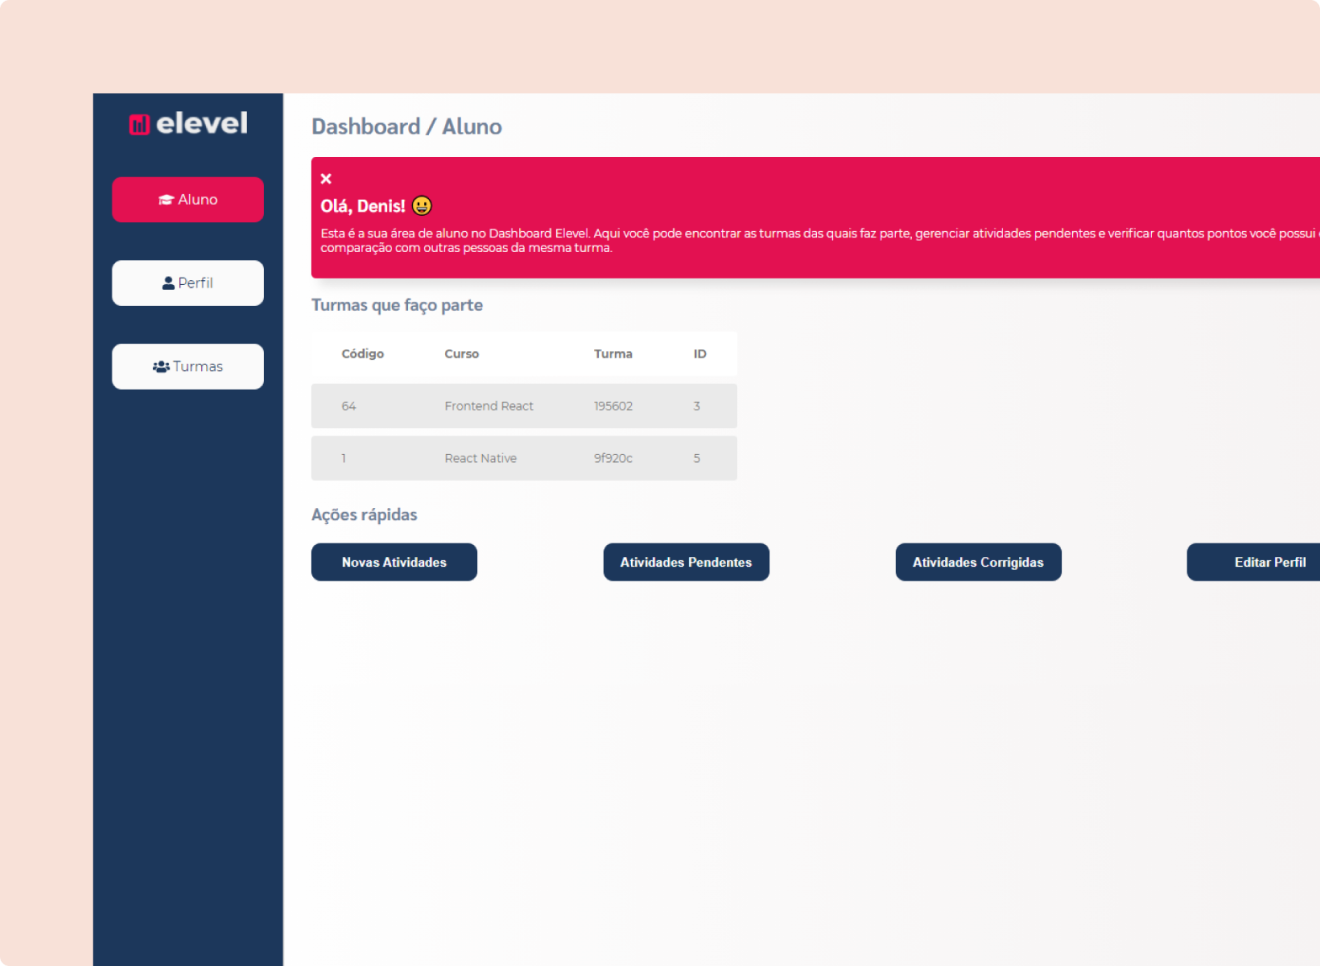 elevel
Aluno
Perfil
Turmas
Dashboard / Aluno
Olá, Denis!
Esta é a sua área de aluno no Dashboard Elevel. Aqui você pode encontrar as turmas das quais faz parte, gerenciar atividades pendentes e verificar quantos pontos você possui
comparação com outras pessoas da mesma turma.
Turmas que faço parte
Código Curso Turma ID
64 Frontend React 195602 3
1 React Native 9f920c 5
Ações rápidas
Novas Atividades Atividades Pendentes Atividades Corrigidas Editar Perfil